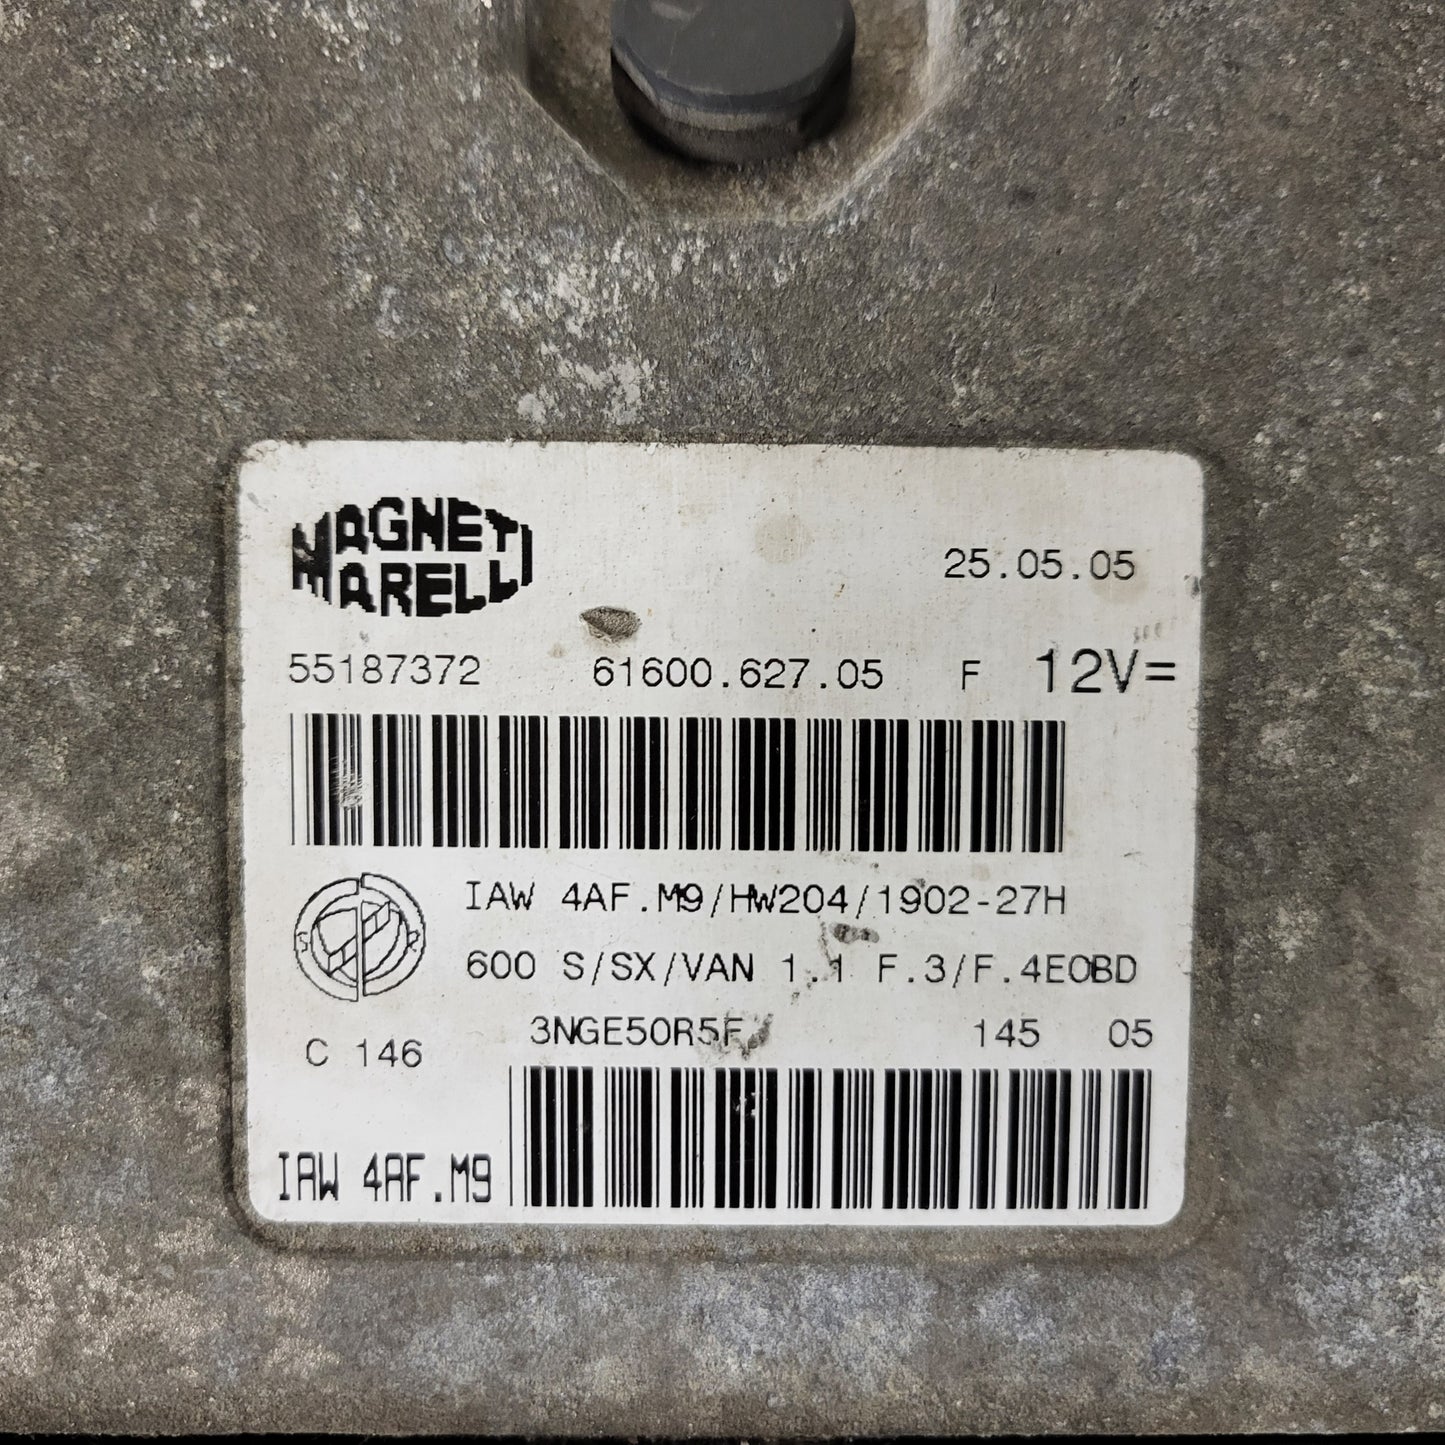 MAGNETI
MARELLI
25.05.05
55187372 61600.627.05 F 12V=
IAW 4AF.M9/HW204/1902-27H
S R
600 S/SX/VAN 1.1 F.3/F.4EOBD
3NGE50R5F 145 05
C 146
IAW 4AF.M9